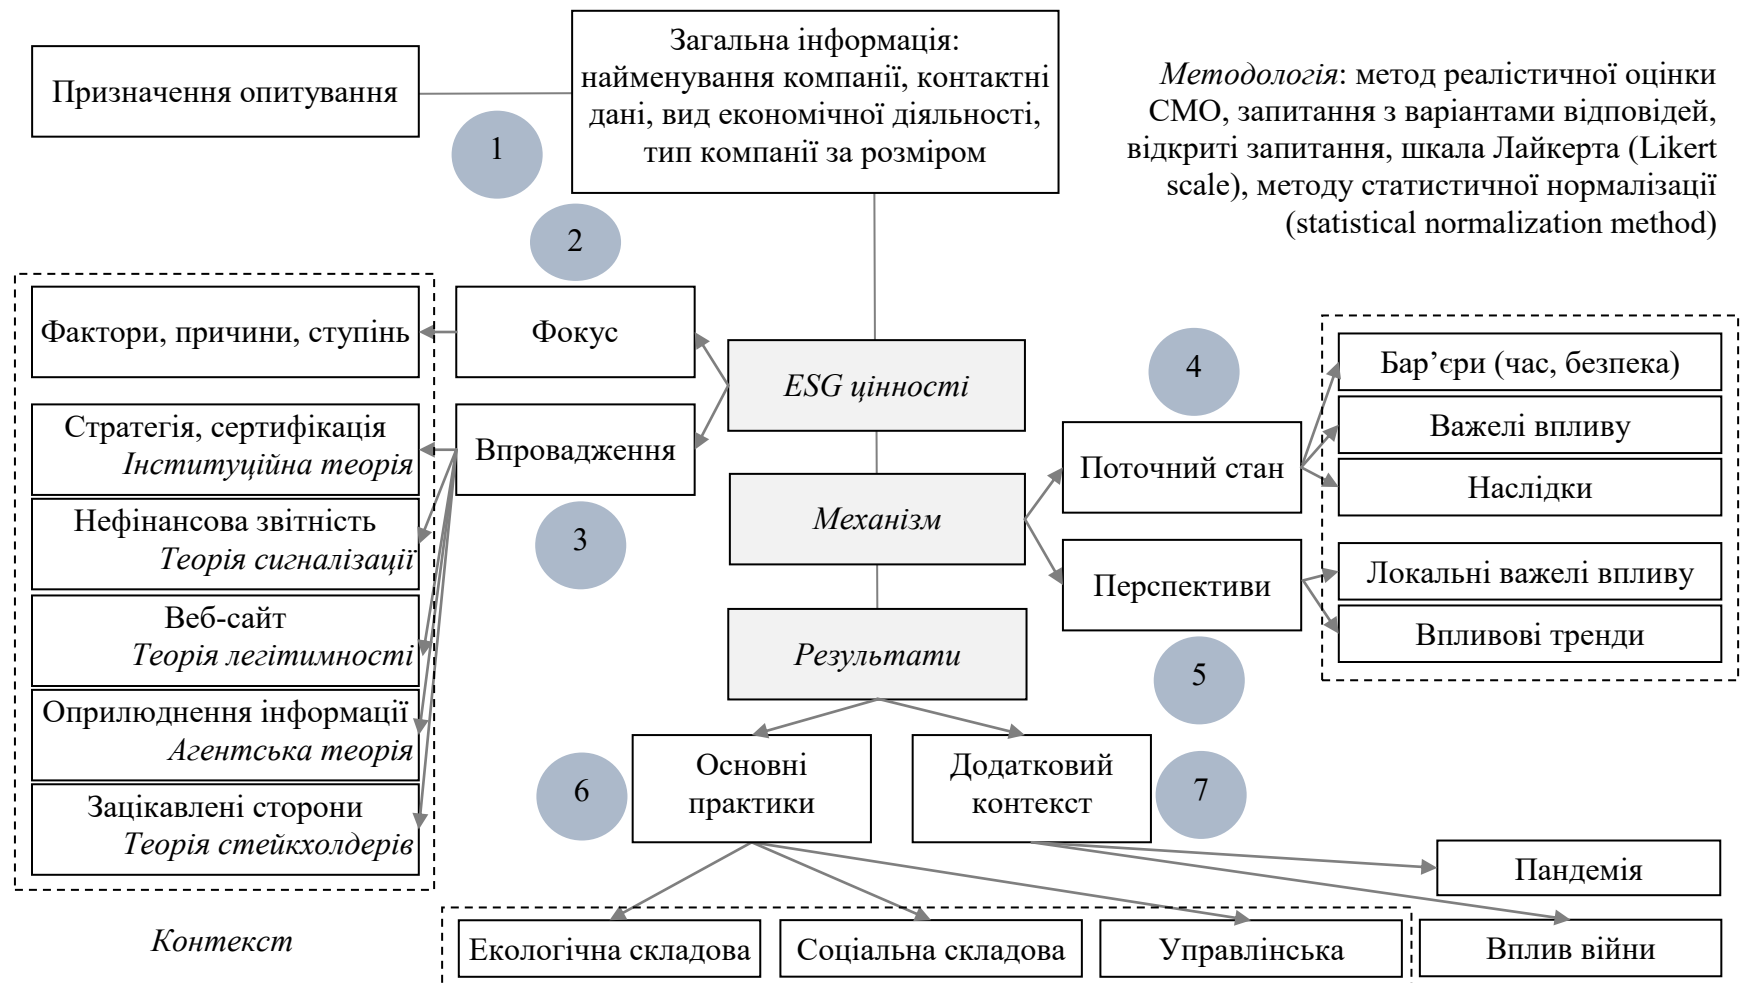 Призначення опитування
Загальна інформація:
найменування компанії, контактні
дані, вид економічної діяльності,
тип компанії за розміром
Методологія: метод реалістичної оцінки
СМО, запитання з варіантами відповідей,
відкриті запитання, шкала Лайкерта (Likert
scale), методу статистичної нормалізації
(statistical normalization method)
1
2
Фактори, причини, ступінь
Фокус
ESG цінності
Стратегія, сертифікація
Інституційна теорія
Впровадження
3
Нефінансова звітність
Теорія сигналізації
Веб-сайт
Теорія легітимності
Оприлюднення інформації
Агентська теорія
Зацікавлені сторони
Теорія стейкхолдерів
Контекст
Механізм
4
Поточний стан
Бар’єри (час, безпека)
Важелі впливу
Наслідки
Перспективи
5
Локальні важелі впливу
Впливові тренди
Результати
6
Основні
практики
Додатковий
контекст
7
Пандемія
Екологічна складова
Соціальна складова
Управлінська
Вплив війни